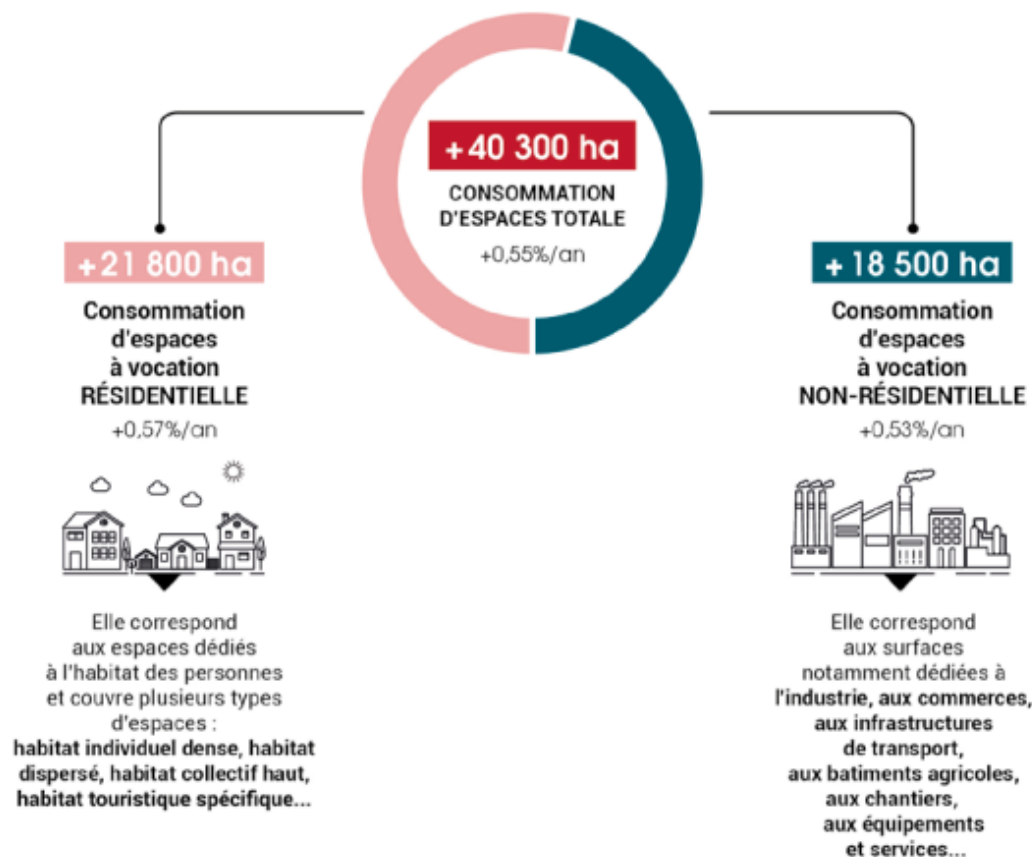 +40 300 ha
CONSOMMATION
D'ESPACES TOTALE
+0,55%/an
+21 800 ha
Consommation
d'espaces
à vocation
RÉSIDENTIELLE
+0,57%/an
Elle correspond
aux espaces dédiés
à l'habitat des personnes
et couvre plusieurs types
d'espaces :
habitat individuel dense, habitat
dispersé, habitat collectif haut,
habitat touristique spécifique...
+18 500 ha
Consommation
d'espaces
à vocation
NON-RÉSIDENTIELLE
+0,53%/an
Elle correspond
aux surfaces
notamment dédiées à
l'industrie, aux commerces,
aux infrastructures
de transport,
aux batiments agricoles,
aux chantiers,
aux équipements
et services...